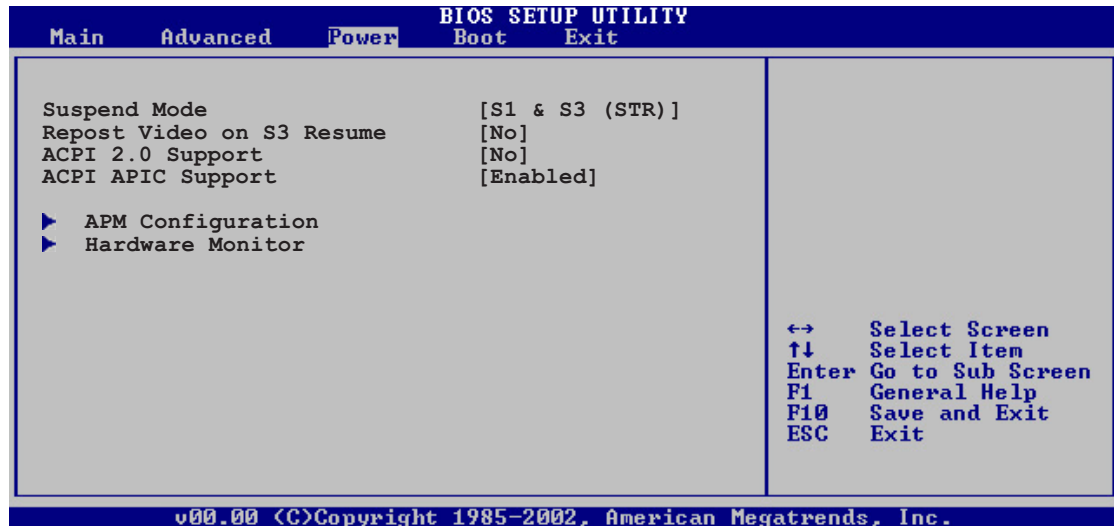 BIOS SETUP UTILITY
Main Advanced Power Boot Exit
Suspend Mode [S1 & S3 (STR)]
Repost Video on S3 Resume [No]
ACPI 2.0 Support [No]
ACPI APIC Support [Enabled]
APM Configuration
Hardware Monitor
←→ Select Screen
↑↓ Select Item
Enter Go to Sub Screen
F1 General Help
F10 Save and Exit
ESC Exit
v00.00 (C)Copyright 1985-2002, American Megatrends, Inc.